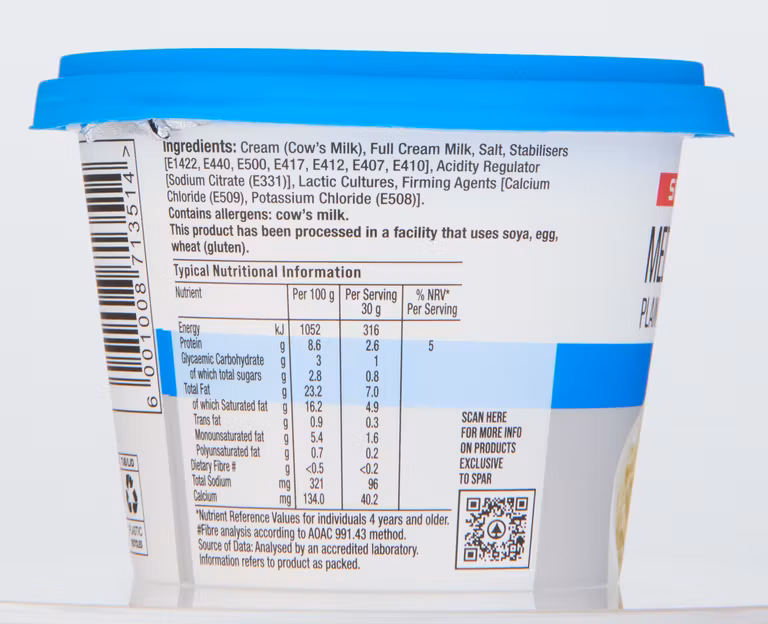 Ingredients: Cream (Cow's Milk), Full Cream Milk, Salt, Stabilisers
[E1422, E440, E500, E417, E412, E407, E410], Acidity Regulator
[Sodium Citrate (E331)], Lactic Cultures, Firming Agents [Calcium
Chloride (E509), Potassium Chloride (E508)].
Contains allergens: cow's milk.
This product has been processed in a facility that uses soya, egg,
wheat (gluten).
Typical Nutritional Information
Nutrient Per 100 g Per Serving 30 g % NRV* Per Serving
Energy kJ 1052 316
Protein g 8.6 2.6 5
Glycaemic Carbohydrate g 3 1
of which total sugars g 2.8 0.8
Total Fat g 23.2 7.0
of which Saturated fat g 16.2 4.9
Trans fat g 0.9 0.3
Monounsaturated fat g 5.4 1.6
Polyunsaturated fat g 0.7 0.2
Dietary Fibre # g <0.5 <0.2
Total Sodium mg 321 96
Calcium mg 134.0 40.2
*Nutrient Reference Values for individuals 4 years and older.
#Fibre analysis according to AOAC 991.43 method.
Source of Data: Analysed by an accredited laboratory.
Information refers to product as packed.
SCAN HERE
FOR MORE INFO
ON PRODUCTS
EXCLUSIVE
TO SPAR
6 001008 713514 >
TUB/LID